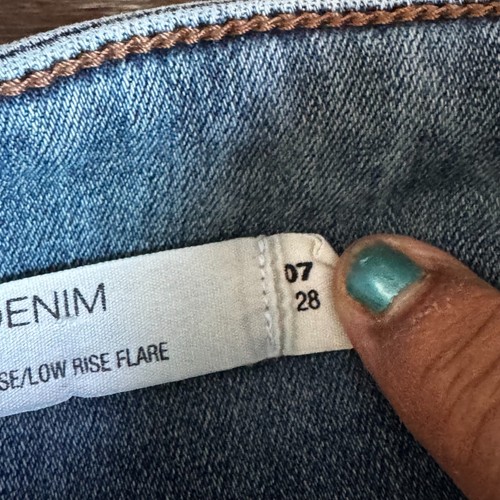 DENIM
SE/LOW RISE FLARE
07
28